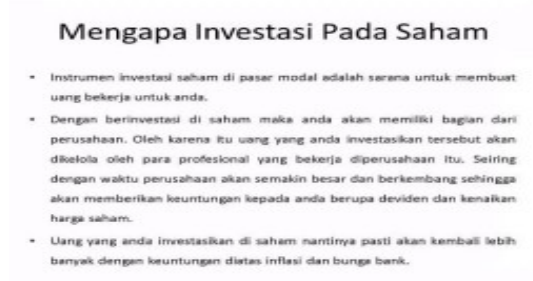 Mengapa Investasi Pada Saham
• Instrumen investasi saham di pasar modal adalah sarana untuk membuat
uang bekerja untuk anda.
• Dengan berinvestasi di saham maka anda akan memiliki bagian dari
perusahaan. Oleh karena itu uang yang anda investasikan tersebut akan
dikelola oleh para profesional yang bekerja diperusahaan itu. Seiring
dengan waktu perusahaan akan semakin besar dan berkembang sehingga
akan memberikan keuntungan kepada anda berupa deviden dan kenaikan
harga saham.
• Uang yang anda investasikan di saham nantinya pasti akan kembali lebih
banyak dengan keuntungan diatas inflasi dan bunga bank.